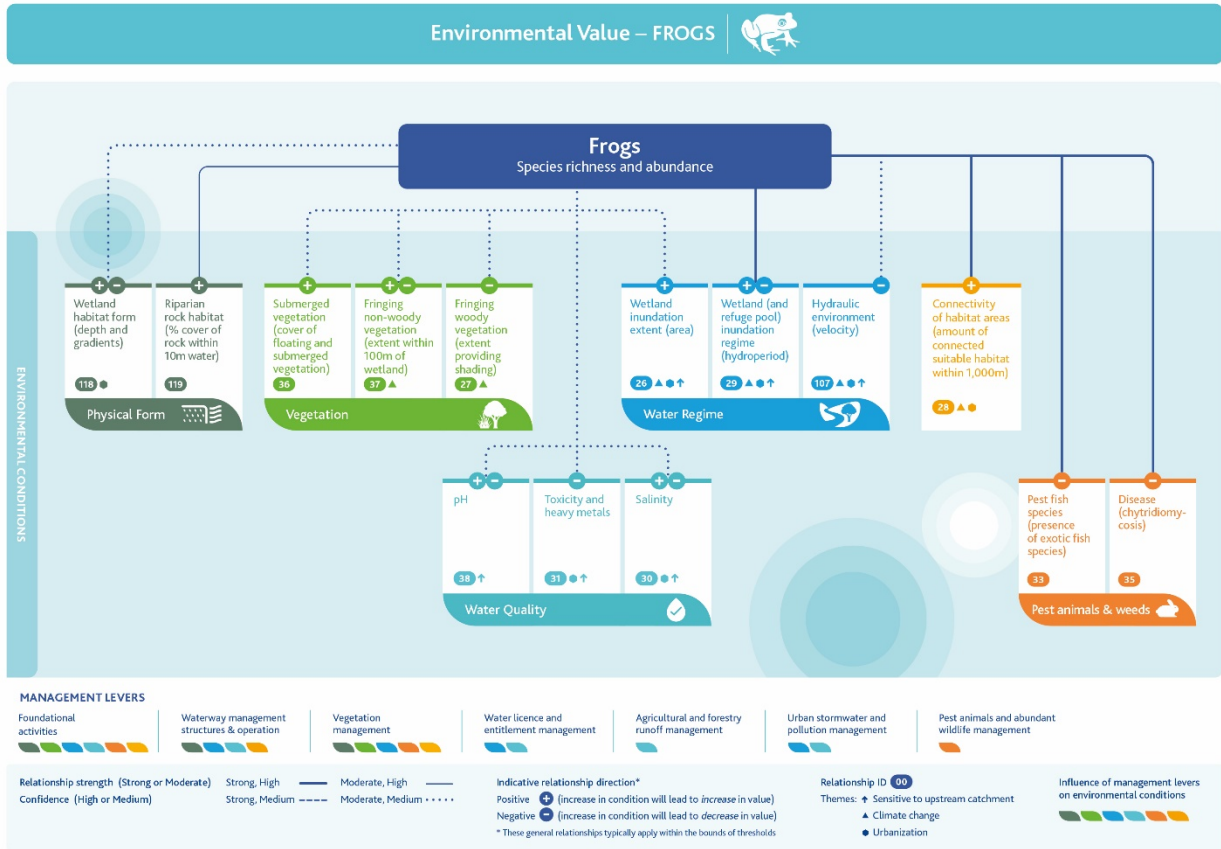 Environmental Value – FROGS
Frogs
Species richness and abundance
ENVIRONMENTAL CONDITIONS
Wetland
habitat form
(depth and
gradients)
118
Riparian
rock habitat
(% cover of
rock within
10m water)
119
Physical Form
Submerged
vegetation
(cover of
floating and
submerged
vegetation)
36
Fringing
non-woody
vegetation
(extent within
100m of
wetland)
37
Fringing
woody
vegetation
(extent
providing
shading)
27
Vegetation
Wetland
inundation
extent (area)
26
Wetland (and
refuge pool)
inundation
regime
(hydroperiod)
29
Hydraulic
environment
(velocity)
107
Water Regime
Connectivity
of habitat areas
(amount of
connected
suitable habitat
within 1,000m)
28
pH
38
Toxicity and
heavy metals
31
Salinity
30
Water Quality
Pest fish
species
(presence
of exotic fish
species)
33
Disease
(chytridiomy-
cosis)
35
Pest animals & weeds
MANAGEMENT LEVERS
Foundational
activities
Waterway management
structures & operation
Vegetation
management
Water licence and
entitlement management
Agricultural and forestry
runoff management
Urban stormwater and
pollution management
Pest animals and abundant
wildlife management
Relationship strength (Strong or Moderate)
Confidence (High or Medium)
Strong, High
Moderate, High
Strong, Medium
Moderate, Medium
Indicative relationship direction*
Positive + (increase in condition will lead to increase in value)
Negative – (increase in condition will lead to decrease in value)
* These general relationships typically apply within the bounds of thresholds
Relationship ID 00
Themes: ↑ Sensitive to upstream catchment
▲ Climate change
⬢ Urbanization
Influence of management levers
on environmental conditions